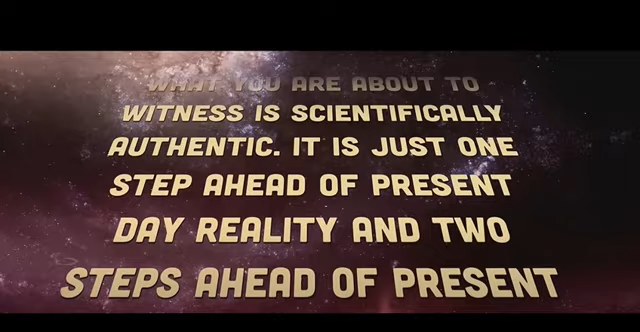 WHAT YOU ARE ABOUT TO
WITNESS IS SCIENTIFICALLY
AUTHENTIC. IT IS JUST ONE
STEP AHEAD OF PRESENT
DAY REALITY AND TWO
STEPS AHEAD OF PRESENT